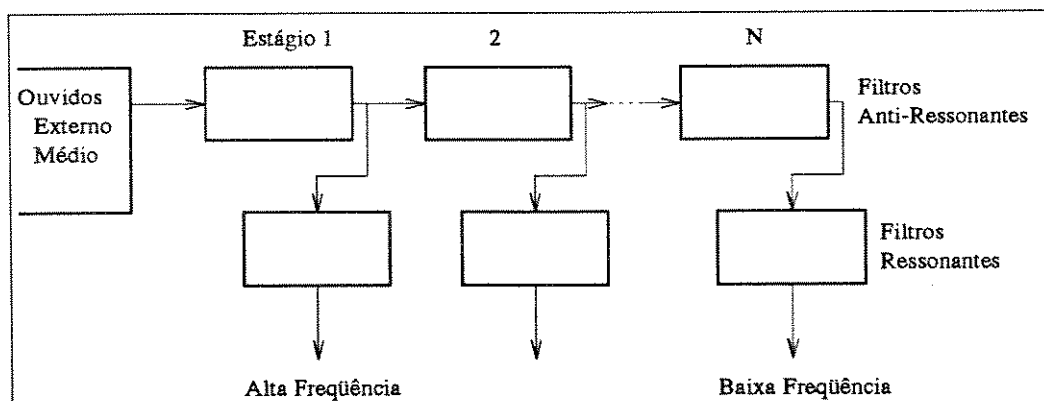 Estágio 1 2 N
Ouvidos
Externo
Médio
Filtros
Anti-Ressonantes
Filtros
Ressonantes
Alta Freqüência Baixa Freqüência